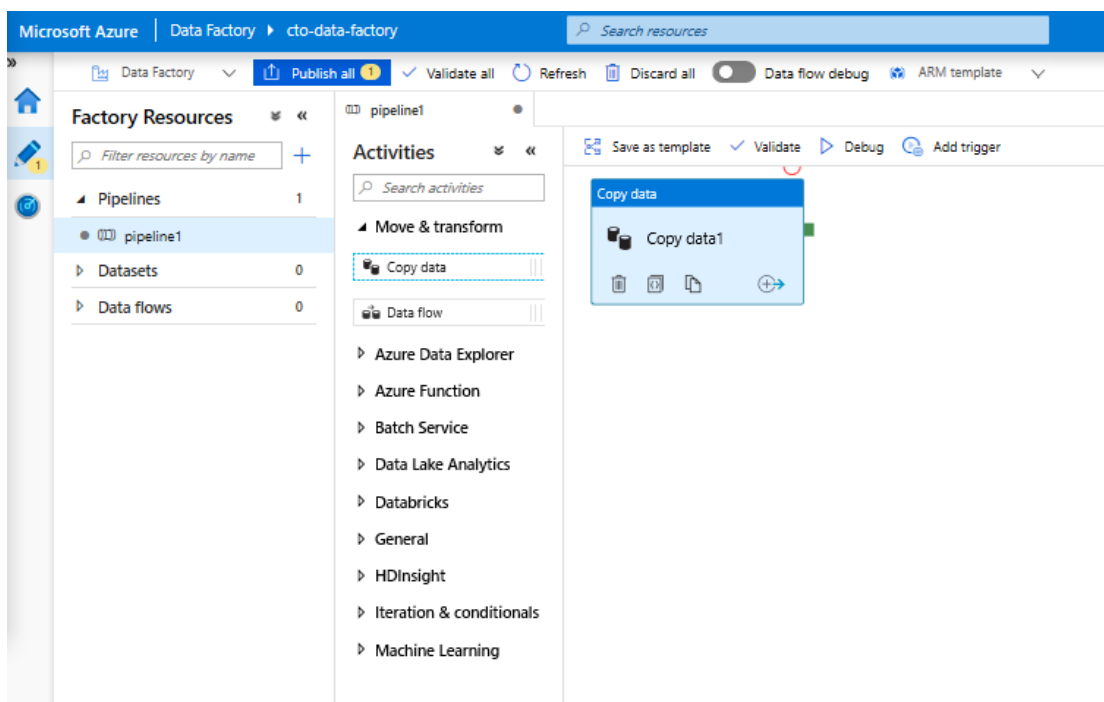 Microsoft Azure Data Factory cto-data-factory Search resources
Data Factory Publish all 1 Validate all Refresh Discard all Data flow debug ARM template
1
Factory Resources
Filter resources by name
Pipelines 1
pipeline1
Datasets 0
Data flows 0
pipeline1
Activities
Search activities
Move & transform
Copy data
Data flow
Azure Data Explorer
Azure Function
Batch Service
Data Lake Analytics
Databricks
General
HDInsight
Iteration & conditionals
Machine Learning
Save as template Validate Debug Add trigger
Copy data
Copy data1